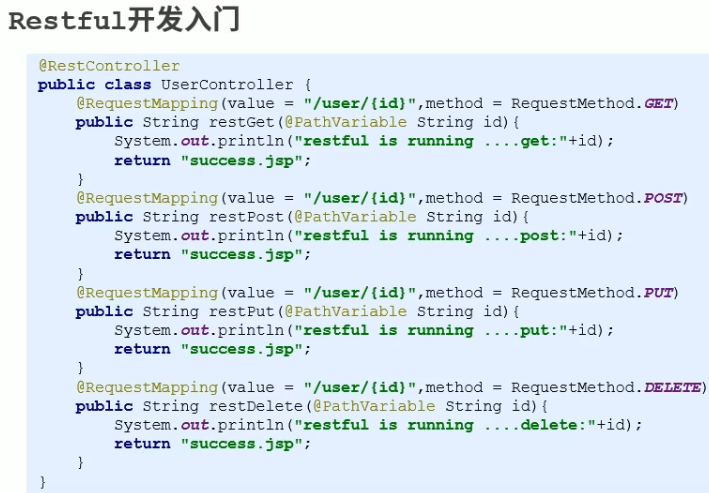 Restful开发入门
@RestController
public class UserController {
@RequestMapping(value = "/user/{id}",method = RequestMethod.GET)
public String restGet(@PathVariable String id){
System.out.println("restful is running ....get:"+id);
return "success.jsp";
}
@RequestMapping(value = "/user/{id}",method = RequestMethod.POST)
public String restPost(@PathVariable String id){
System.out.println("restful is running ....post:"+id);
return "success.jsp";
}
@RequestMapping(value = "/user/{id}",method = RequestMethod.PUT)
public String restPut(@PathVariable String id){
System.out.println("restful is running ....put:"+id);
return "success.jsp";
}
@RequestMapping(value = "/user/{id}",method = RequestMethod.DELETE)
public String restDelete(@PathVariable String id){
System.out.println("restful is running ....delete:"+id);
return "success.jsp";
}
}